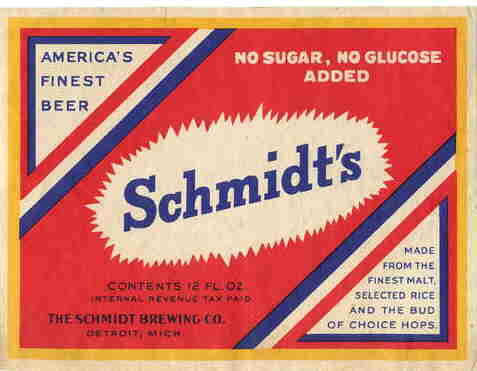 AMERICA'S
FINEST
BEER
NO SUGAR, NO GLUCOSE
ADDED
Schmidt's
CONTENTS 12 FL. OZ.
INTERNAL REVENUE TAX PAID
THE SCHMIDT BREWING CO.
DETROIT, MICH.
MADE
FROM THE
FINEST MALT,
SELECTED RICE
AND THE BUD
OF CHOICE HOPS.